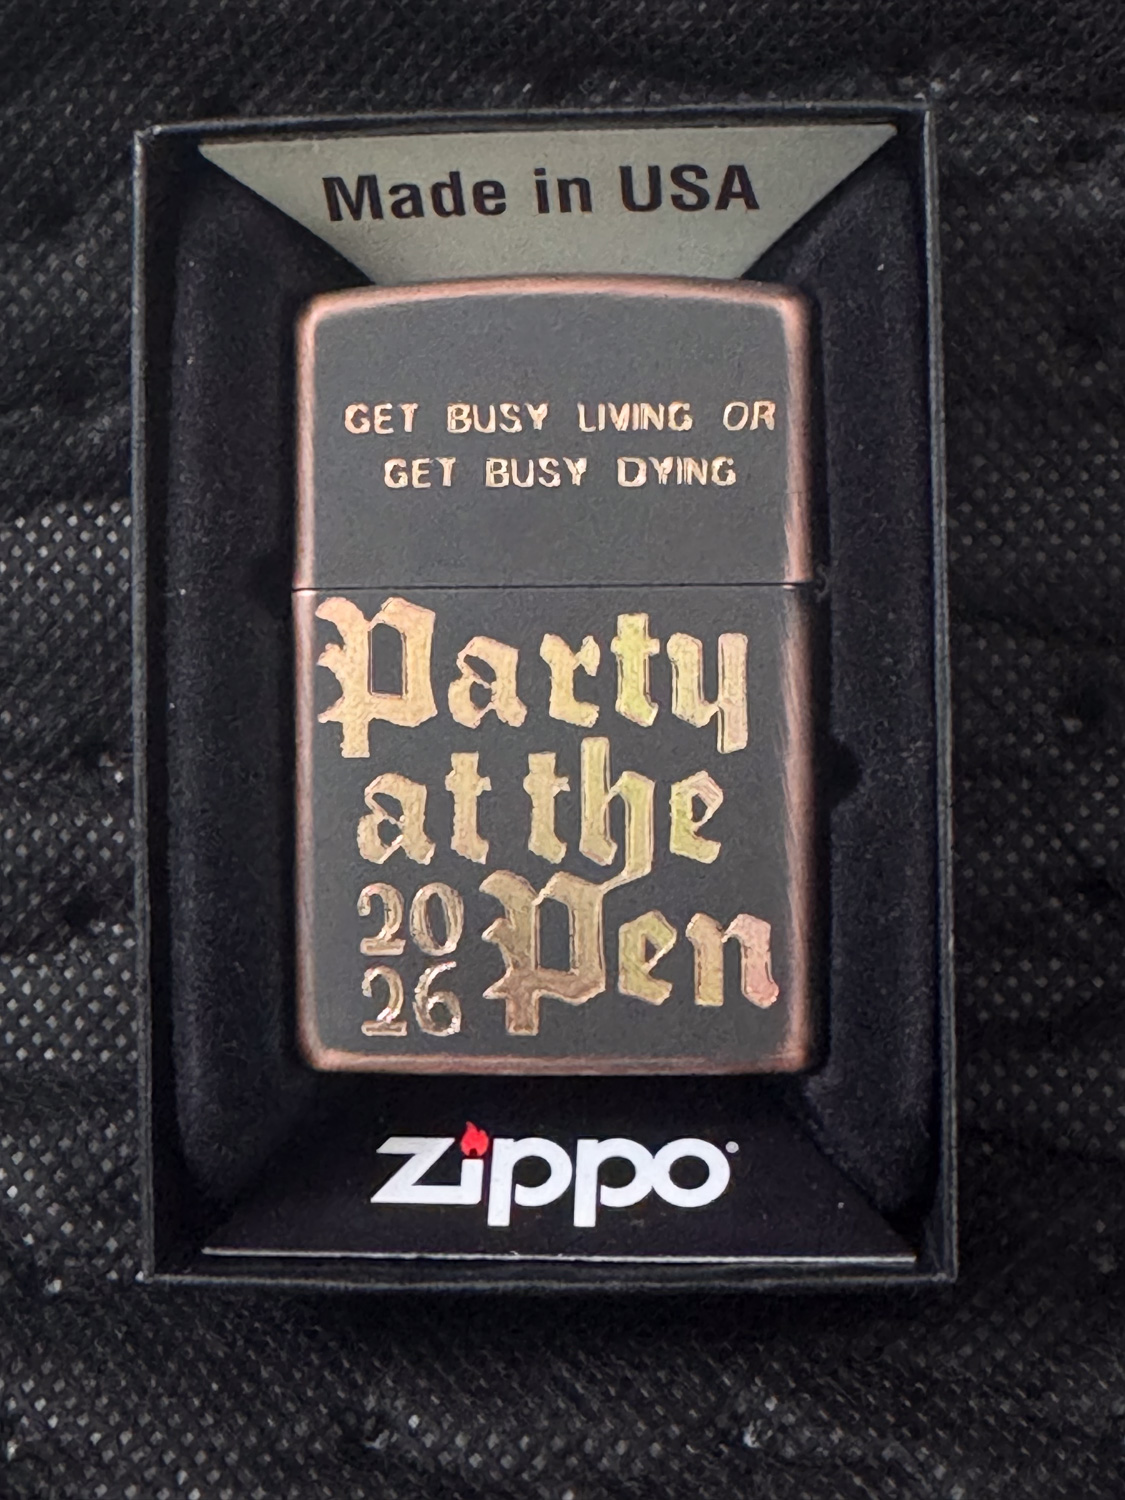 Made in USA
GET BUSY LIVING OR
GET BUSY DYING
Party
at the
20
26 Pen
zippo